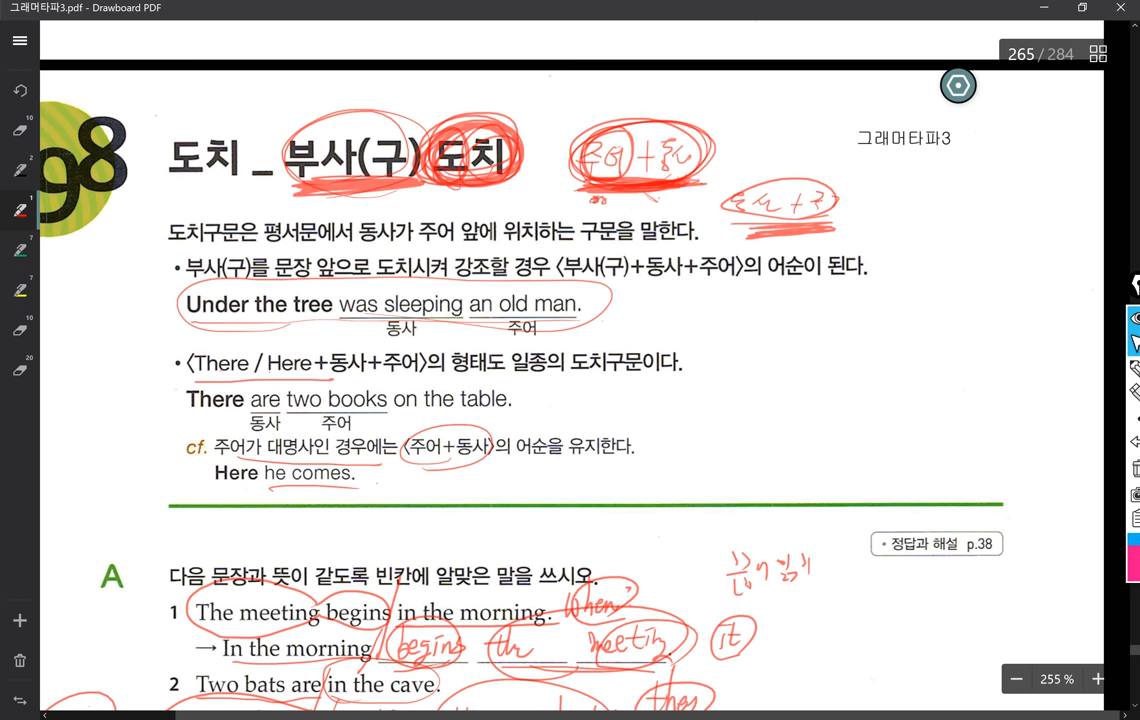 그래머타파3.pdf - Drawboard PDF
265 / 284
98
도치 _ 부사(구) 도치
주어 + 동사
그래머타파3
동사 + 주
도치구문은 평서문에서 동사가 주어 앞에 위치하는 구문을 말한다.
• 부사(구)를 문장 앞으로 도치시켜 강조할 경우 〈부사(구)+동사+주어〉의 어순이 된다.
Under the tree was sleeping an old man.
동사 주어
• 〈There / Here+동사+주어〉의 형태도 일종의 도치구문이다.
There are two books on the table.
동사 주어
cf. 주어가 대명사인 경우에는 〈주어+동사〉의 어순을 유지한다.
Here he comes.
• 정답과 해설 p.38
A 다음 문장과 뜻이 같도록 빈칸에 알맞은 말을 쓰시오.
1 The meeting begins in the morning. when?
→ In the morning begins the meeting. it
2 Two bats are in the cave.
they
10
2
1
7
7
10
20
255 %